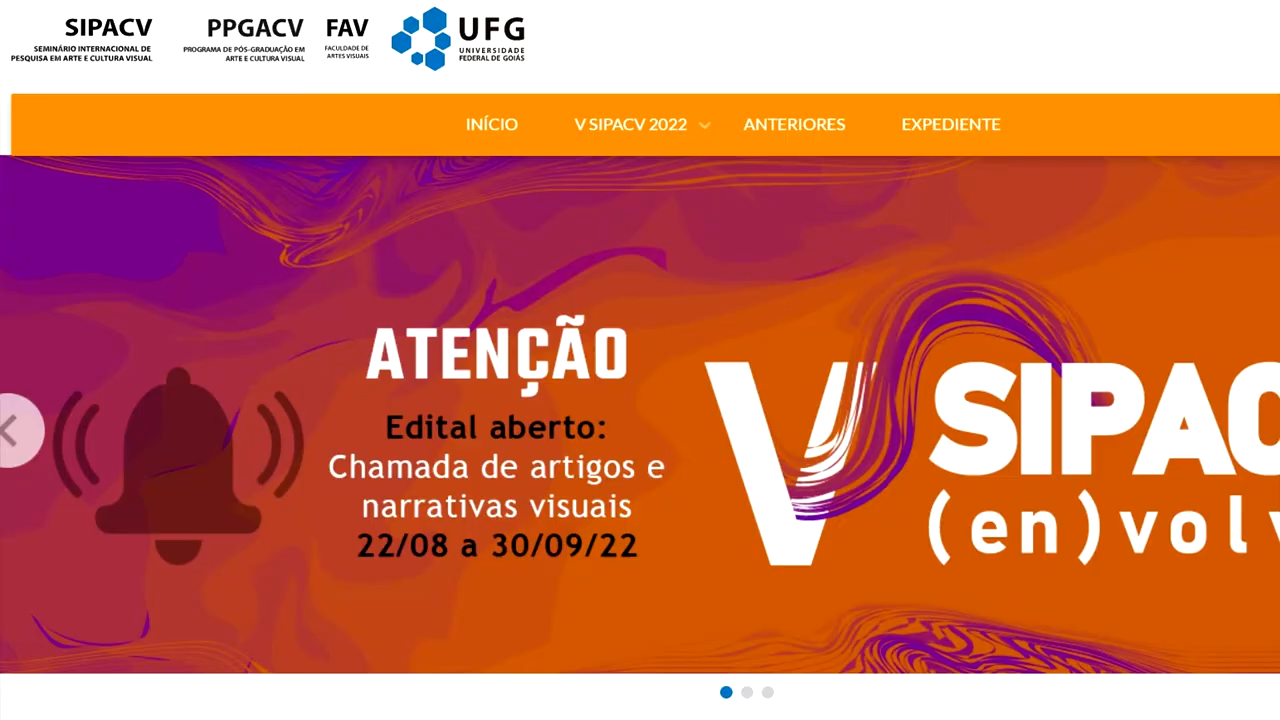 SIPACV
SEMINÁRIO INTERNACIONAL DE
PESQUISA EM ARTE E CULTURA VISUAL
PPGACV
PROGRAMA DE PÓS-GRADUAÇÃO EM
ARTE E CULTURA VISUAL
FAV
FACULDADE DE
ARTES VISUAIS
UFG
UNIVERSIDADE
FEDERAL DE GOIÁS
INÍCIO V SIPACV 2022 ANTERIORES EXPEDIENTE
ATENÇÃO
Edital aberto:
Chamada de artigos e
narrativas visuais
22/08 a 30/09/22
V SIPAC
(en)volv